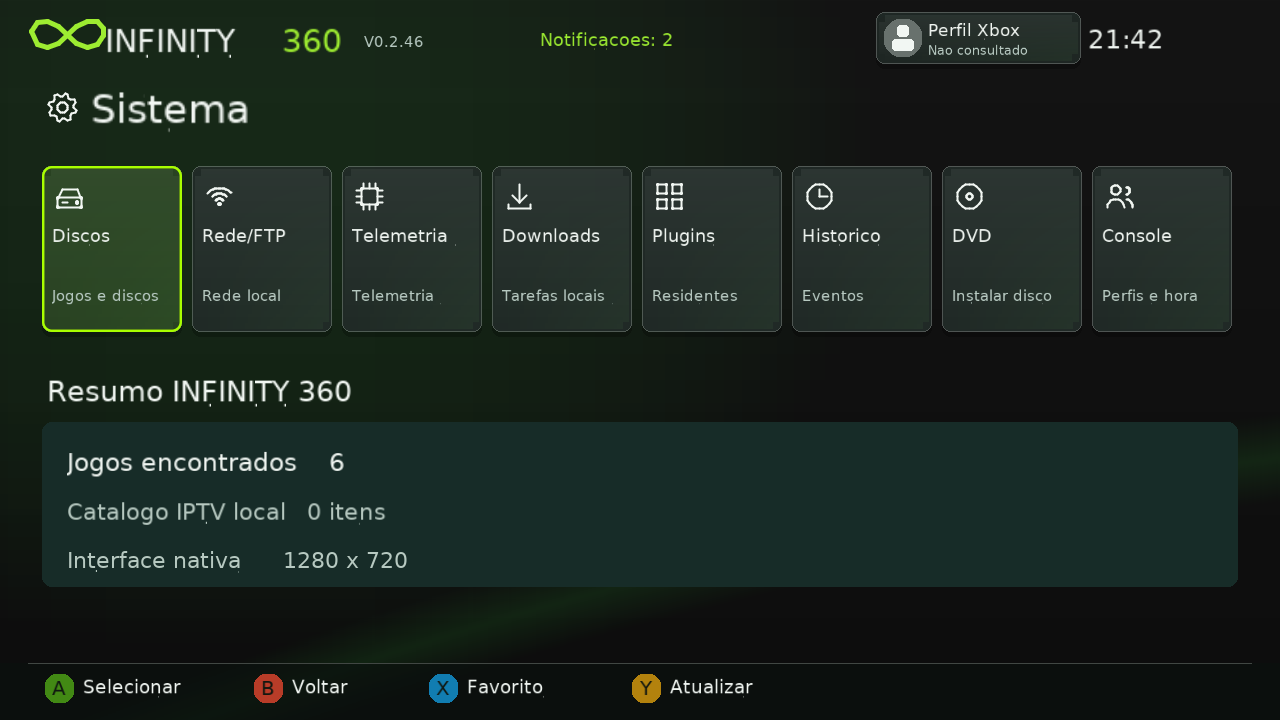 INFINITY 360 V0.2.46 Notificacoes: 2 Perfil Xbox 21:42
Nao consultado
Sistema
Discos Rede/FTP Telemetria Downloads Plugins Historico DVD Console
Jogos e discos Rede local Telemetria Tarefas locais Residentes Eventos Instalar disco Perfis e hora
Resumo INFINITY 360
Jogos encontrados 6
Catalogo IPTV local 0 itens
Interface nativa 1280 x 720
A Selecionar B Voltar X Favorito Y Atualizar